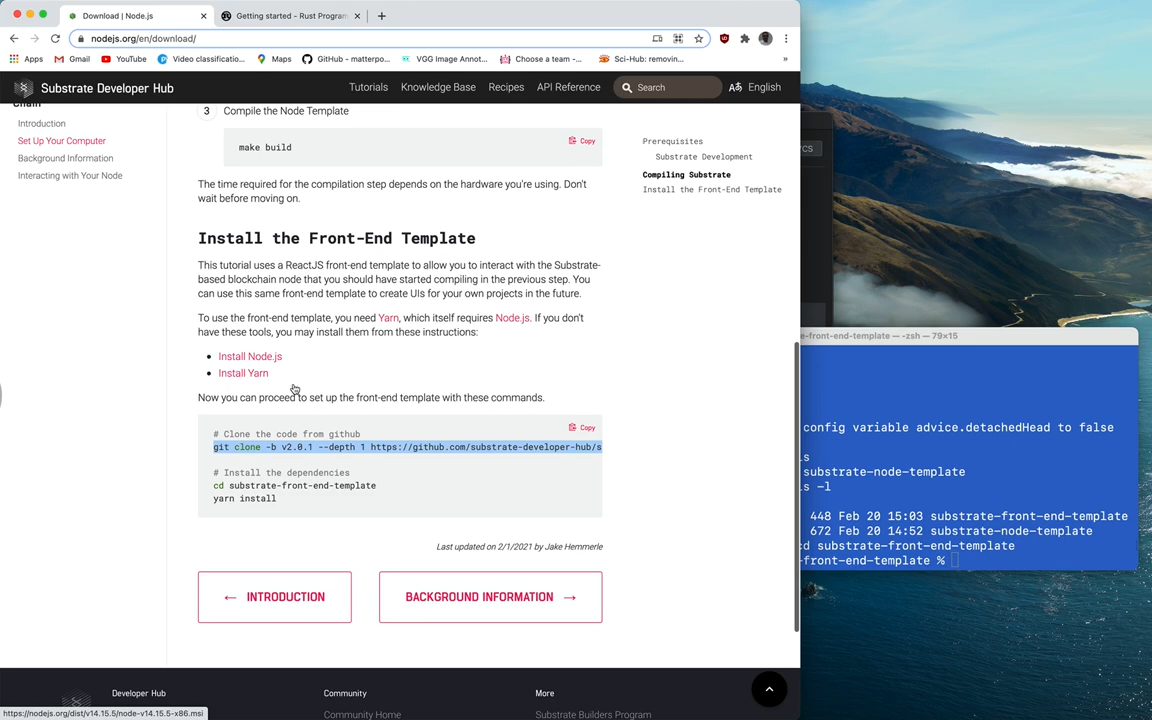 Download | Node.js
Getting started - Rust Program
nodejs.org/en/download/
Apps
Gmail
YouTube
Video classificatio...
Maps
GitHub - matterpo...
VGG Image Annot...
Choose a team -...
Sci-Hub: removin...
»
Substrate Developer Hub
Tutorials
Knowledge Base
Recipes
API Reference
Search
English
Chain
Introduction
Set Up Your Computer
Background Information
Interacting with Your Node
3
Compile the Node Template
make build
Copy
The time required for the compilation step depends on the hardware you're using. Don't
wait before moving on.
Install the Front-End Template
This tutorial uses a ReactJS front-end template to allow you to interact with the Substrate-
based blockchain node that you should have started compiling in the previous step. You
can use this same front-end template to create UIs for your own projects in the future.
To use the front-end template, you need Yarn, which itself requires Node.js. If you don't
have these tools, you may install them from these instructions:
• Install Node.js
• Install Yarn
Now you can proceed to set up the front-end template with these commands.
# Clone the code from github
Copy
git clone -b v2.0.1 --depth 1 https://github.com/substrate-developer-hub/s
# Install the dependencies
cd substrate-front-end-template
yarn install
Last updated on 2/1/2021 by Jake Hemmerle
← INTRODUCTION
BACKGROUND INFORMATION →
Prerequisites
Substrate Development
Compiling Substrate
Install the Front-End Template
Developer Hub
Community
More
Community Home
Substrate Builders Program
https://nodejs.org/dist/v14.15.5/node-v14.15.5-x86.msi
rcs
e-front-end-template — -zsh — 79×15
config variable advice.detachedHead to false
s
substrate-node-template
s -l
448 Feb 20 15:03 substrate-front-end-template
672 Feb 20 14:52 substrate-node-template
cd substrate-front-end-template
-front-end-template %